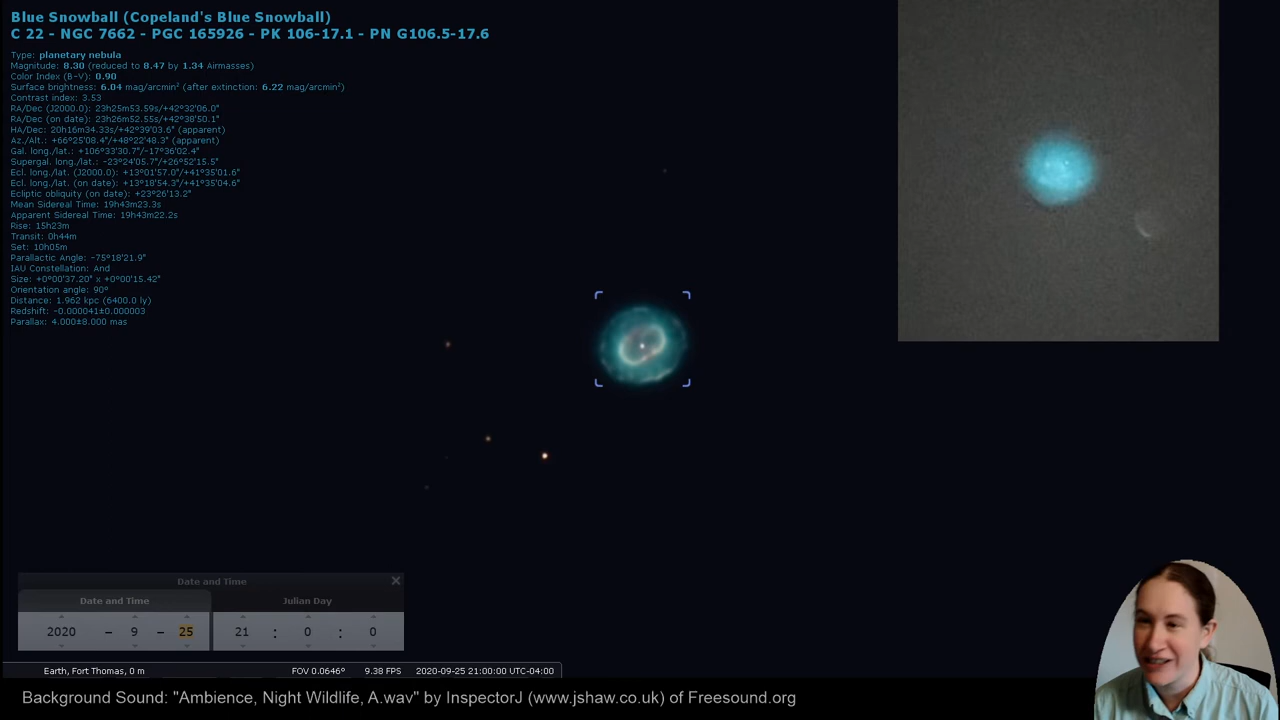 Blue Snowball (Copeland's Blue Snowball)
C 22 - NGC 7662 - PGC 165926 - PK 106-17.1 - PN G106.5-17.6
Type: planetary nebula
Magnitude: 8.30 (reduced to 8.47 by 1.34 Airmasses)
Color Index (B-V): 0.90
Surface brightness: 6.04 mag/arcmin² (after extinction: 6.22 mag/arcmin²)
Contrast index: 3.53
RA/Dec (J2000.0): 23h25m53.59s/+42°32'06.0"
RA/Dec (on date): 23h26m52.55s/+42°38'50.1"
HA/Dec: 20h16m34.33s/+42°39'03.6" (apparent)
Az./Alt.: +66°25'08.4"/+48°22'48.3" (apparent)
Gal. long./lat.: +106°33'30.7"/-17°36'02.4"
Supergal. long./lat.: -23°24'05.7"/+26°52'15.5"
Ecl. long./lat. (J2000.0): +13°01'57.0"/+41°35'01.6"
Ecl. long./lat. (on date): +13°18'54.3"/+41°35'04.6"
Ecliptic obliquity (on date): +23°26'13.2"
Mean Sidereal Time: 19h43m23.3s
Apparent Sidereal Time: 19h43m22.2s
Rise: 15h23m
Transit: 0h44m
Set: 10h05m
Parallactic Angle: -75°18'21.9"
IAU Constellation: And
Size: +0°00'37.20" x +0°00'15.42"
Orientation angle: 90°
Distance: 1.962 kpc (6400.0 ly)
Redshift: -0.000041±0.000003
Parallax: 4.000±8.000 mas
Date and Time
Date and Time Julian Day
2020 - 9 - 25 21 : 0 : 0
Earth, Fort Thomas, 0 m FOV 0.0646° 9.38 FPS 2020-09-25 21:00:00 UTC-04:00
Background Sound: "Ambience, Night Wildlife, A.wav" by InspectorJ (www.jshaw.co.uk) of Freesound.org